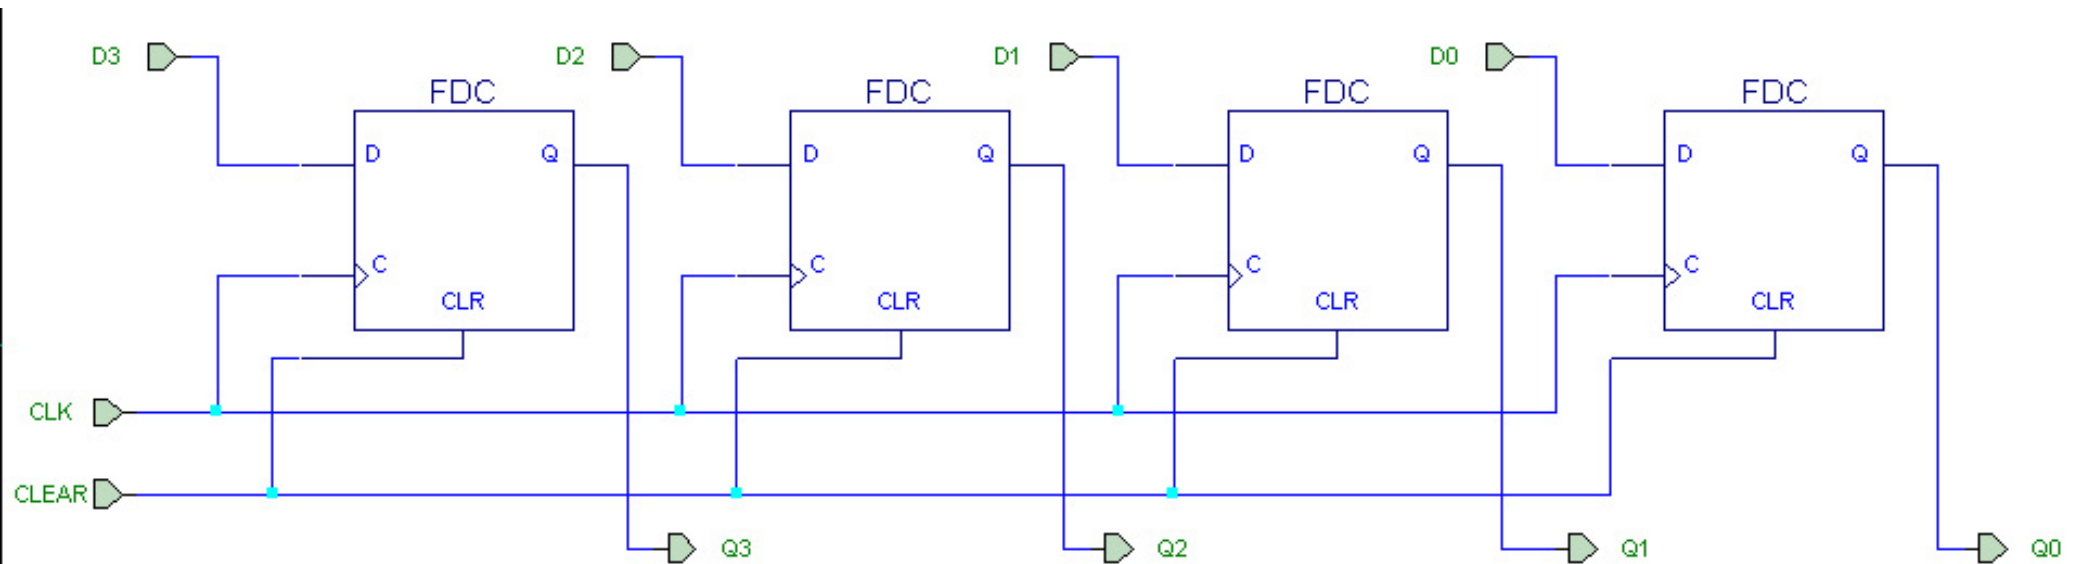 D3 D2 D1 D0
FDC FDC FDC FDC
D Q D Q D Q D Q
C C C C
CLR CLR CLR CLR
CLK
CLEAR
Q3 Q2 Q1 Q0